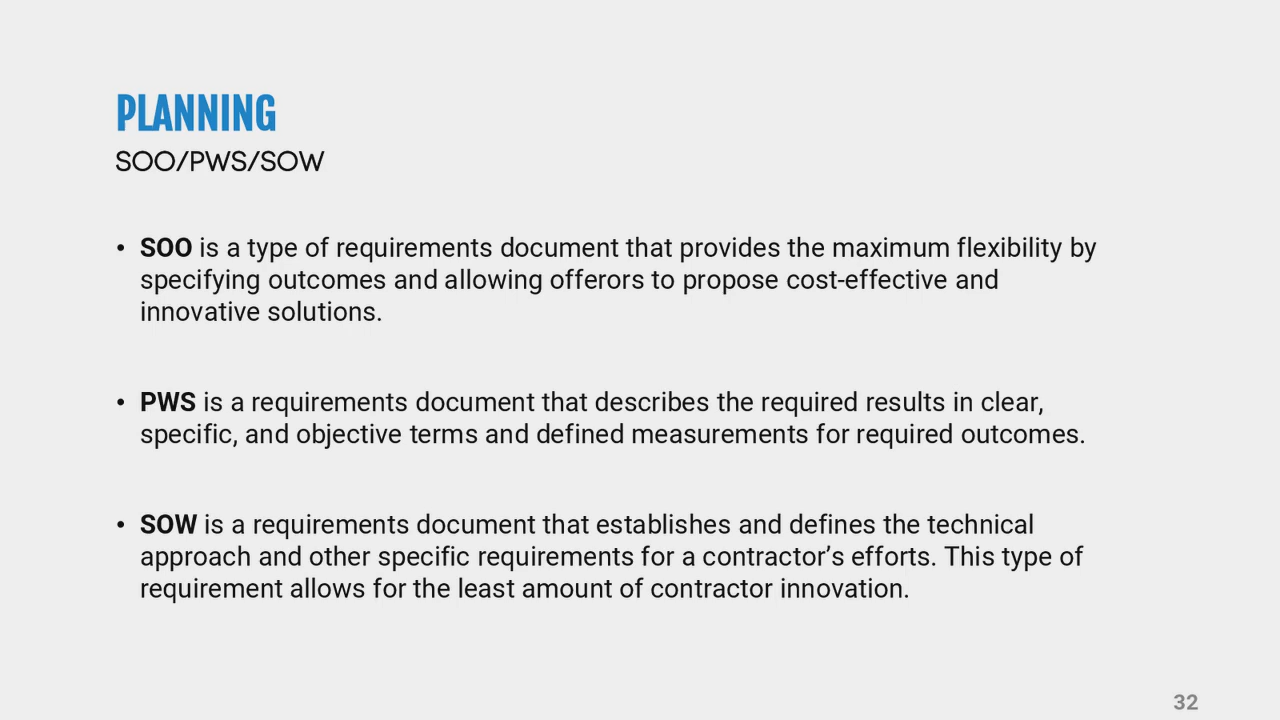 PLANNING
SOO/PWS/SOW
• SOO is a type of requirements document that provides the maximum flexibility by
specifying outcomes and allowing offerors to propose cost-effective and
innovative solutions.
• PWS is a requirements document that describes the required results in clear,
specific, and objective terms and defined measurements for required outcomes.
• SOW is a requirements document that establishes and defines the technical
approach and other specific requirements for a contractor’s efforts. This type of
requirement allows for the least amount of contractor innovation.
32